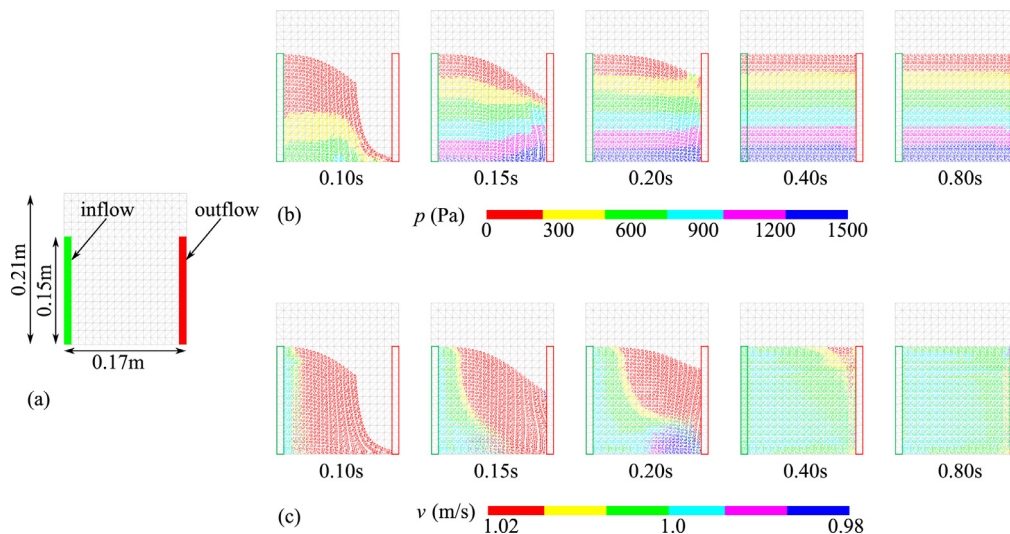 0.10s 0.15s 0.20s 0.40s 0.80s
(b) p (Pa)
0 300 600 900 1200 1500
inflow outflow
0.21m
0.15m
0.17m
(a)
0.10s 0.15s 0.20s 0.40s 0.80s
(c) v (m/s)
1.02 1.0 0.98